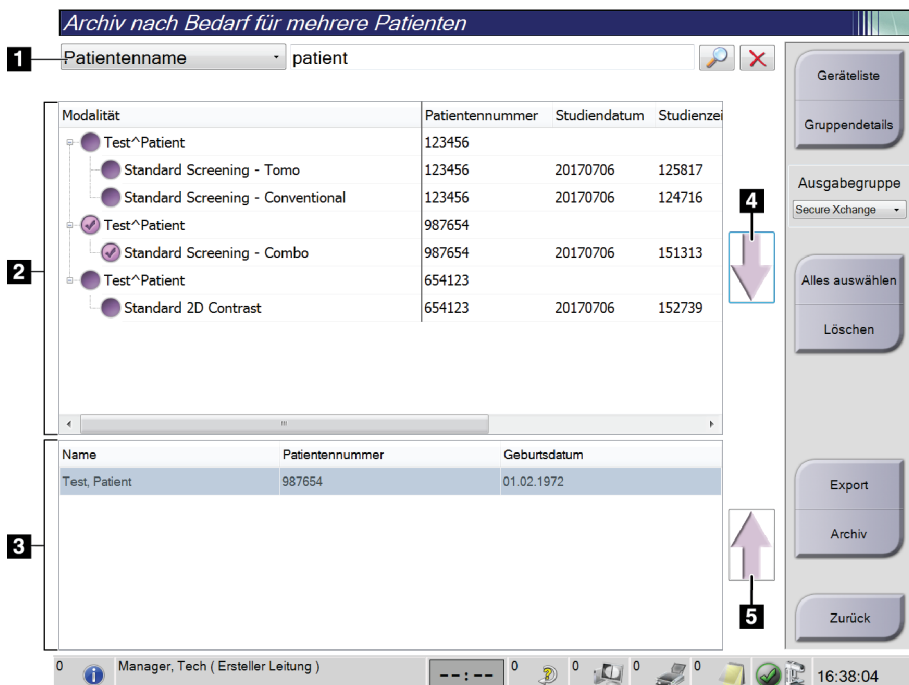 Archiv nach Bedarf für mehrere Patienten
1
Patientenname patient
Modalität Patientennummer Studiendatum Studienzei
Test^Patient 123456
Standard Screening - Tomo 123456 20170706 125817
Standard Screening - Conventional 123456 20170706 124716
Test^Patient 987654
Standard Screening - Combo 987654 20170706 151313
Test^Patient 654123
Standard 2D Contrast 654123 20170706 152739
2
4
Name Patientennummer Geburtsdatum
Test, Patient 987654 01.02.1972
3
5
Geräteliste
Gruppendetails
Ausgabegruppe
Secure Xchange
Alles auswählen
Löschen
Export
Archiv
Zurück
0 Manager, Tech ( Ersteller Leitung ) --:-- 0 0 0 0 16:38:04